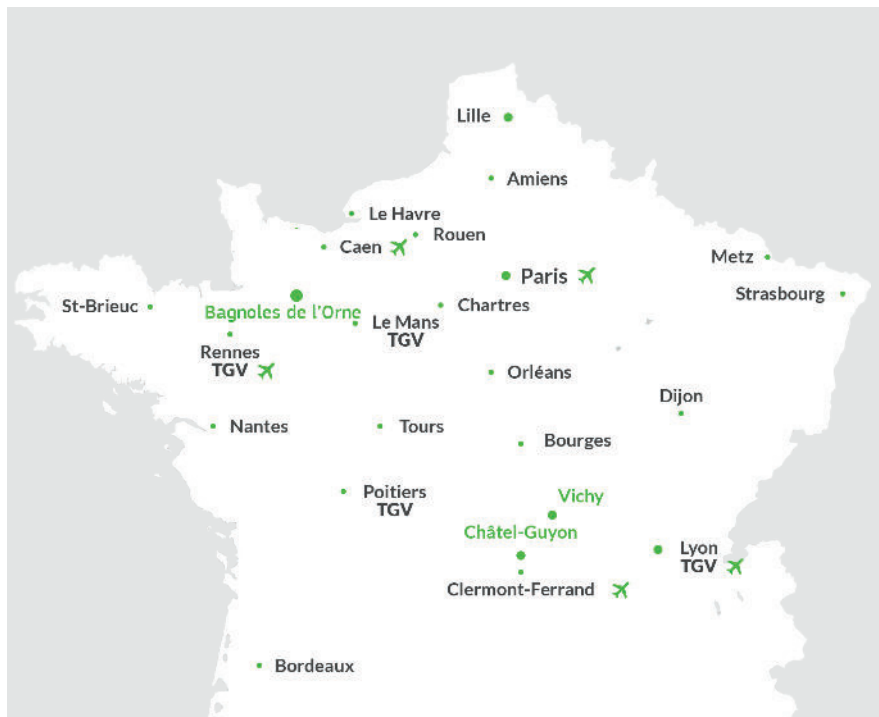 Lille
Amiens
Le Havre
Rouen
Caen
Metz
Paris
Strasbourg
St-Brieuc
Chartres
Bagnoles de l'Orne
Le Mans
TGV
Rennes
TGV
Orléans
Dijon
Nantes
Tours
Bourges
Poitiers
TGV
Vichy
Châtel-Guyon
Lyon
TGV
Clermont-Ferrand
Bordeaux